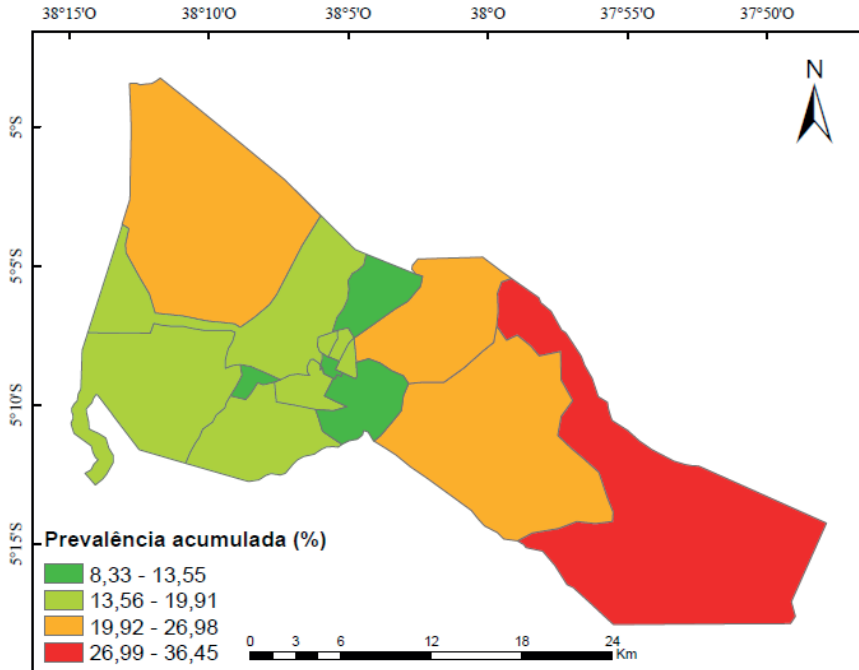 38°15'O 38°10'O 38°5'O 38°O 37°55'O 37°50'O
N
5°S
5°5'S
5°10'S
5°15'S
Prevalência acumulada (%)
8,33 - 13,55
13,56 - 19,91
19,92 - 26,98
26,99 - 36,45
0 3 6 12 18 24
Km